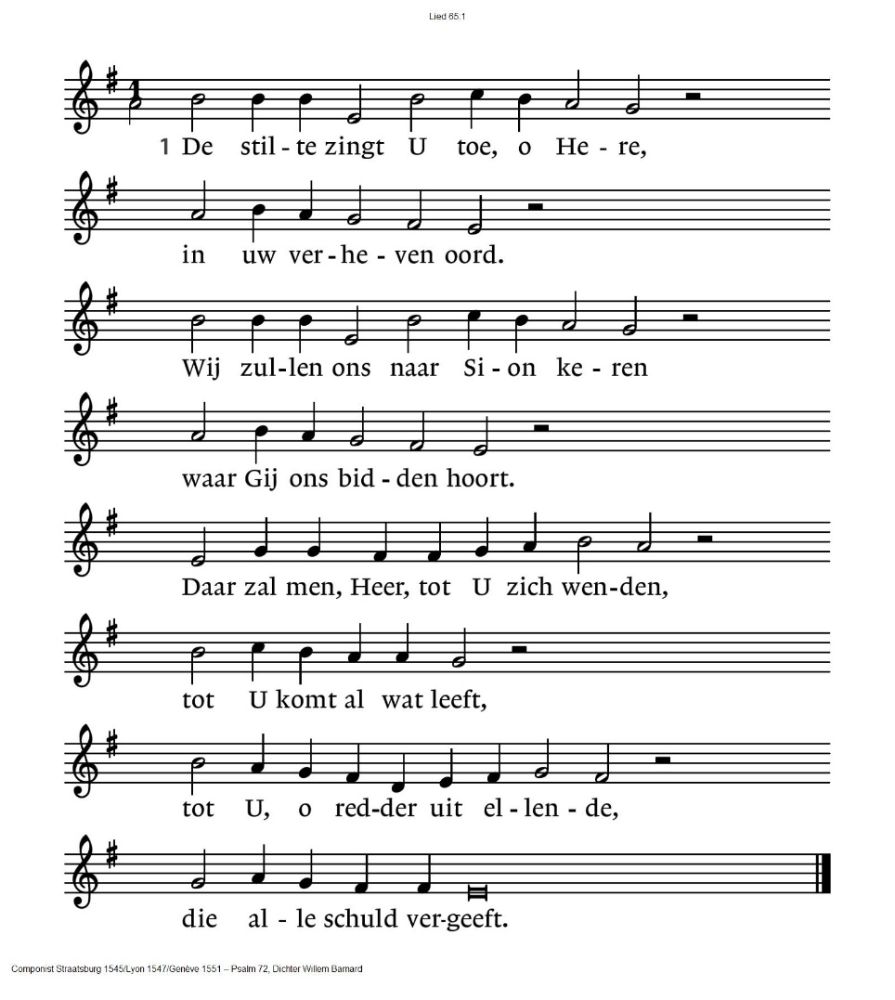 Lied 65:1
1 De stil - te zingt U toe, o He - re,
in uw ver - he - ven oord.
Wij zul - len ons naar Si - on ke - ren
waar Gij ons bid - den hoort.
Daar zal men, Heer, tot U zich wen - den,
tot U komt al wat leeft,
tot U, o red - der uit el - len - de,
die al - le schuld ver - geeft.
Componist Straatsburg 1545/Lyon 1547/Genève 1551 – Psalm 72, Dichter Willem Barnard